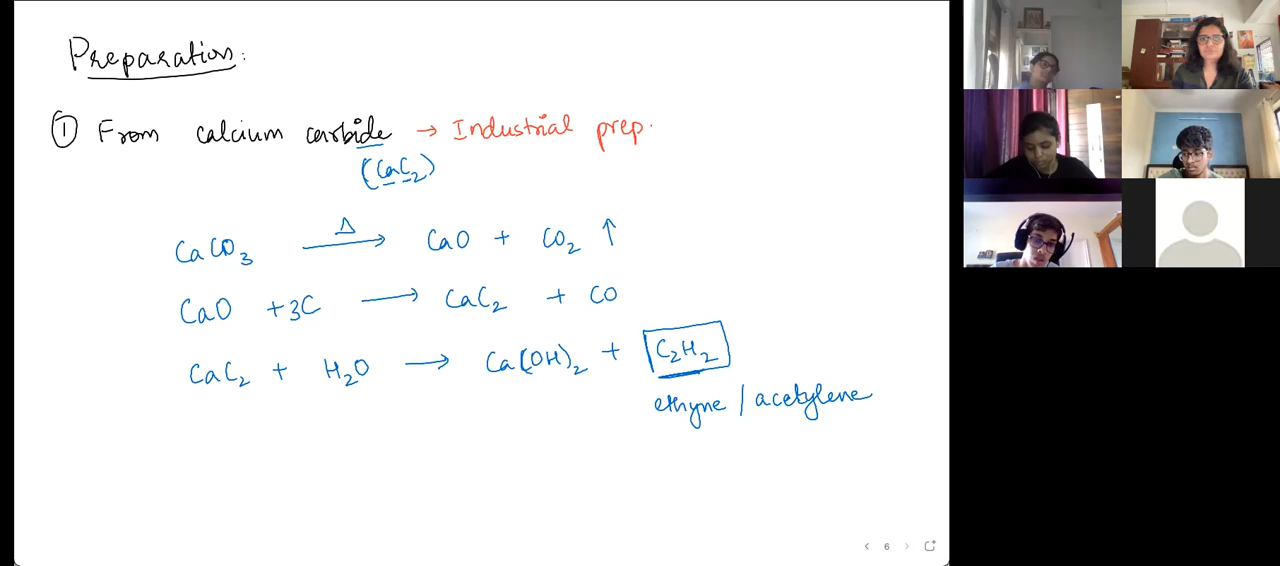 Preparation:
① From calcium carbide → Industrial prep.
(CaC₂)
CaCO₃ —Δ→ CaO + CO₂ ↑
CaO + 3C ⟶ CaC₂ + CO
CaC₂ + H₂O ⟶ Ca(OH)₂ + C₂H₂
ethyne / acetylene
6